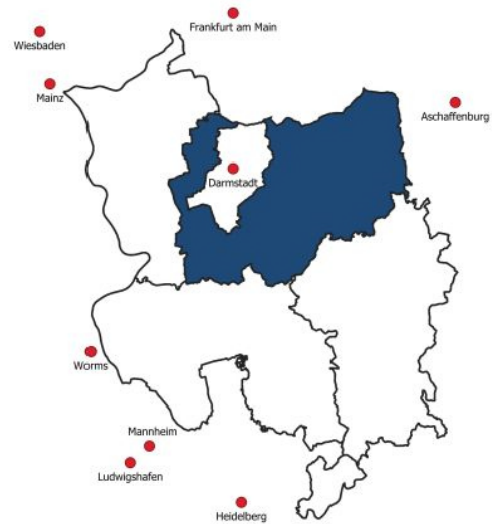 Frankfurt am Main
Wiesbaden
Mainz
Aschaffenburg
Darmstadt
Worms
Mannheim
Ludwigshafen
Heidelberg